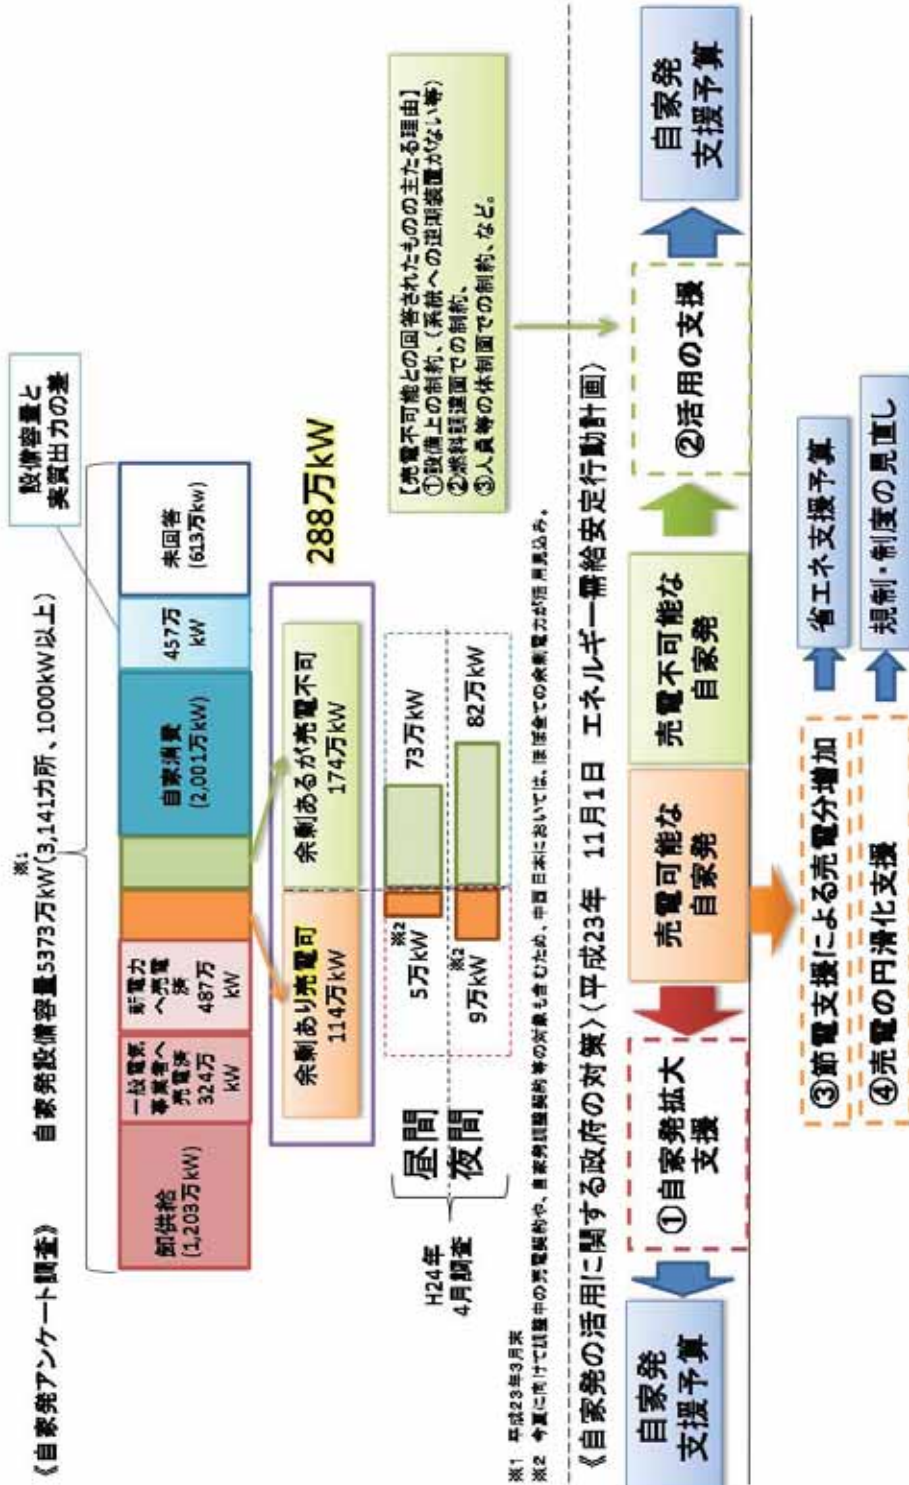 《自家発アンケート調査》
※1
自家発設備容量5373万kW(3,141カ所、1000kW以上)
設備容量と
実質出力の差
卸供給
(1,203万kW)
一般電気
事業者へ
売電済
324万
kW
新電力
へ売電
済
487万
kW
自家消費
(2,001万kW)
457万
kW
未回答
(613万kw)
余剰あり売電可
114万kW
余剰あるが売電不可
174万kW
288万kW
H24年
4月調査
昼間
夜間
※2
5万kW
73万kW
※2
9万kW
82万kW
【売電不可能との回答されたものの主たる理由】
①設備上の制約、(系統への逆潮装置がない等)
②燃料調達面での制約、
③人員等の体制面での制約、など。
※1 平成23年3月末
※2 今夏に向けて調整中の売電契約や、自家発調整契約等の対象も含むため、中西日本においては、ほぼ全ての余剰電力が活用見込み。
《自家発の活用に関する政府の対策》(平成23年 11月1日 エネルギー需給安定行動計画)
自家発
支援予算
①自家発拡大
支援
売電可能な
自家発
売電不可能な
自家発
②活用の支援
自家発
支援予算
③節電支援による売電分増加
省エネ支援予算
④売電の円滑化支援
規制・制度の見直し